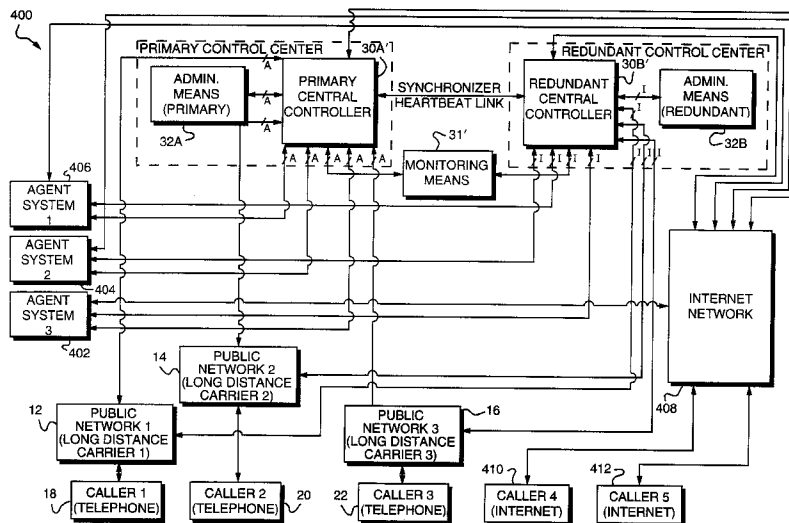 400
PRIMARY CONTROL CENTER
30A'
A
ADMIN.
MEANS
(PRIMARY)
32A
A
A
PRIMARY
CENTRAL
CONTROLLER
SYNCHRONIZER
HEARTBEAT LINK
REDUNDANT CONTROL CENTER
30B'
REDUNDANT
CENTRAL
CONTROLLER
I
ADMIN.
MEANS
(REDUNDANT)
32B
31'
MONITORING
MEANS
A
A
A
A
A
I
I
I
I
I
I
I
406
AGENT
SYSTEM
1
AGENT
SYSTEM
2
404
AGENT
SYSTEM
3
402
INTERNET
NETWORK
408
14
PUBLIC
NETWORK 2
(LONG DISTANCE
CARRIER 2)
12
PUBLIC
NETWORK 1
(LONG DISTANCE
CARRIER 1)
16
PUBLIC
NETWORK 3
(LONG DISTANCE
CARRIER 3)
18
CALLER 1
(TELEPHONE)
CALLER 2
(TELEPHONE)
20
22
CALLER 3
(TELEPHONE)
410
CALLER 4
(INTERNET)
412
CALLER 5
(INTERNET)